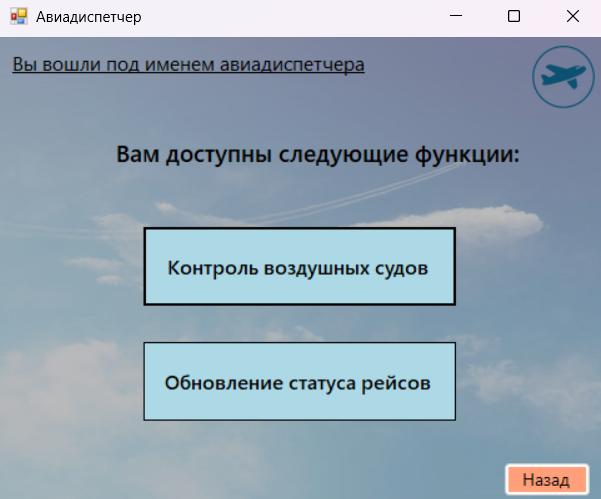 Авиадиспетчер
Вы вошли под именем авиадиспетчера
Вам доступны следующие функции:
Контроль воздушных судов
Обновление статуса рейсов
Назад